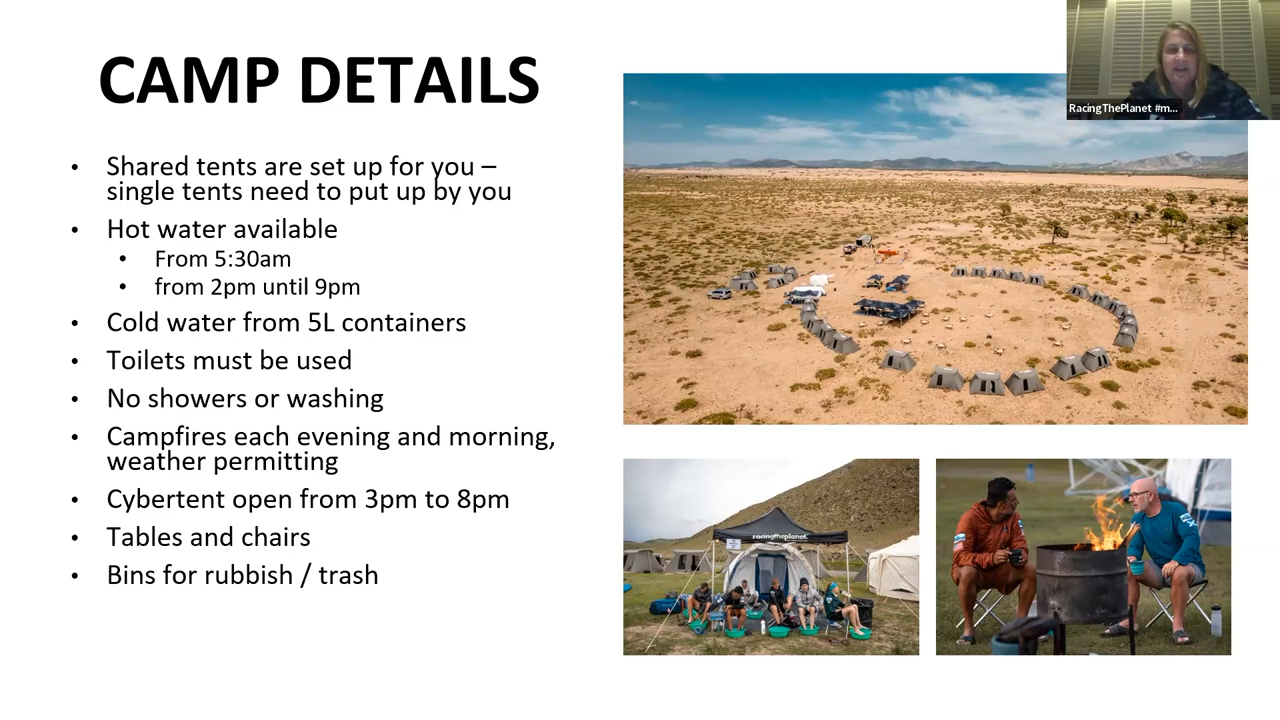 CAMP DETAILS
• Shared tents are set up for you –
single tents need to put up by you
• Hot water available
• From 5:30am
• from 2pm until 9pm
• Cold water from 5L containers
• Toilets must be used
• No showers or washing
• Campfires each evening and morning,
weather permitting
• Cybertent open from 3pm to 8pm
• Tables and chairs
• Bins for rubbish / trash
RacingThePlanet #m...
racingtheplanet.